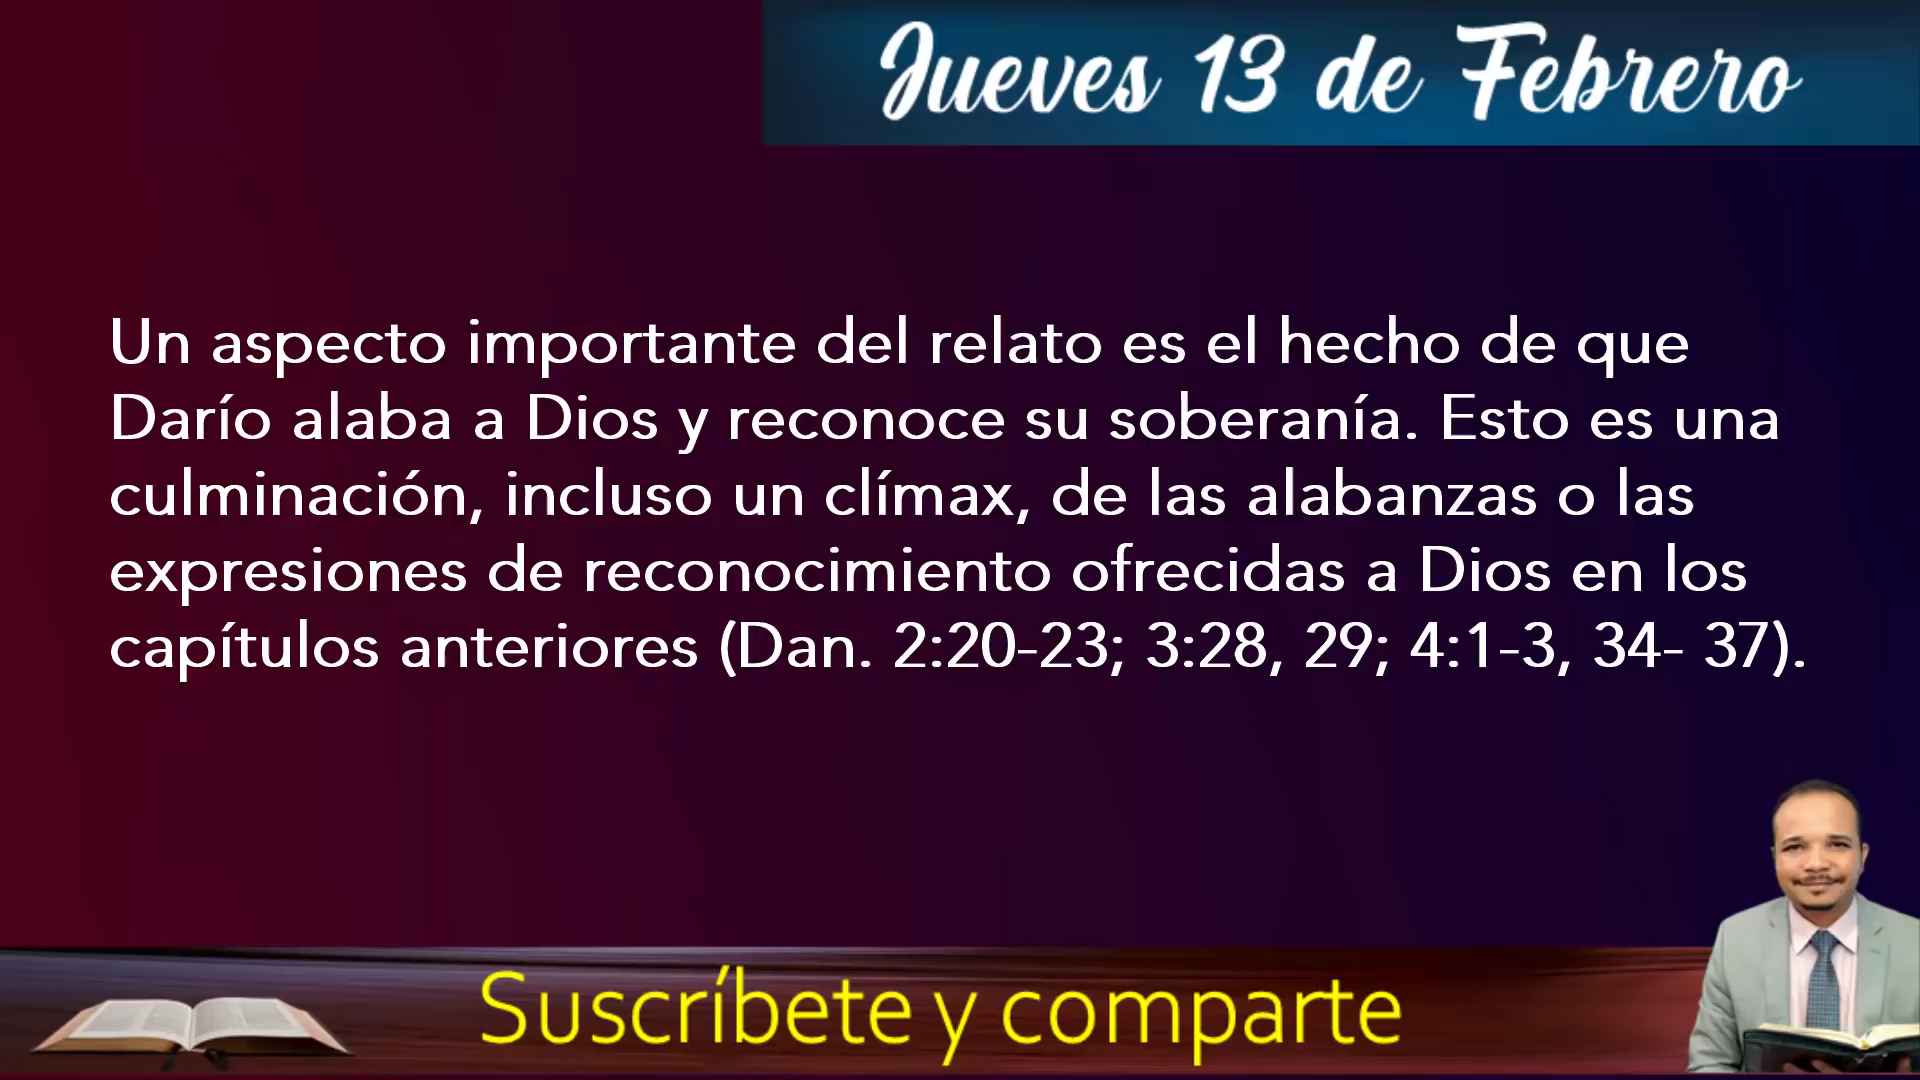 Jueves 13 de Febrero
Un aspecto importante del relato es el hecho de que
Darío alaba a Dios y reconoce su soberanía. Esto es una
culminación, incluso un clímax, de las alabanzas o las
expresiones de reconocimiento ofrecidas a Dios en los
capítulos anteriores (Dan. 2:20-23; 3:28, 29; 4:1-3, 34- 37).
Suscríbete y comparte